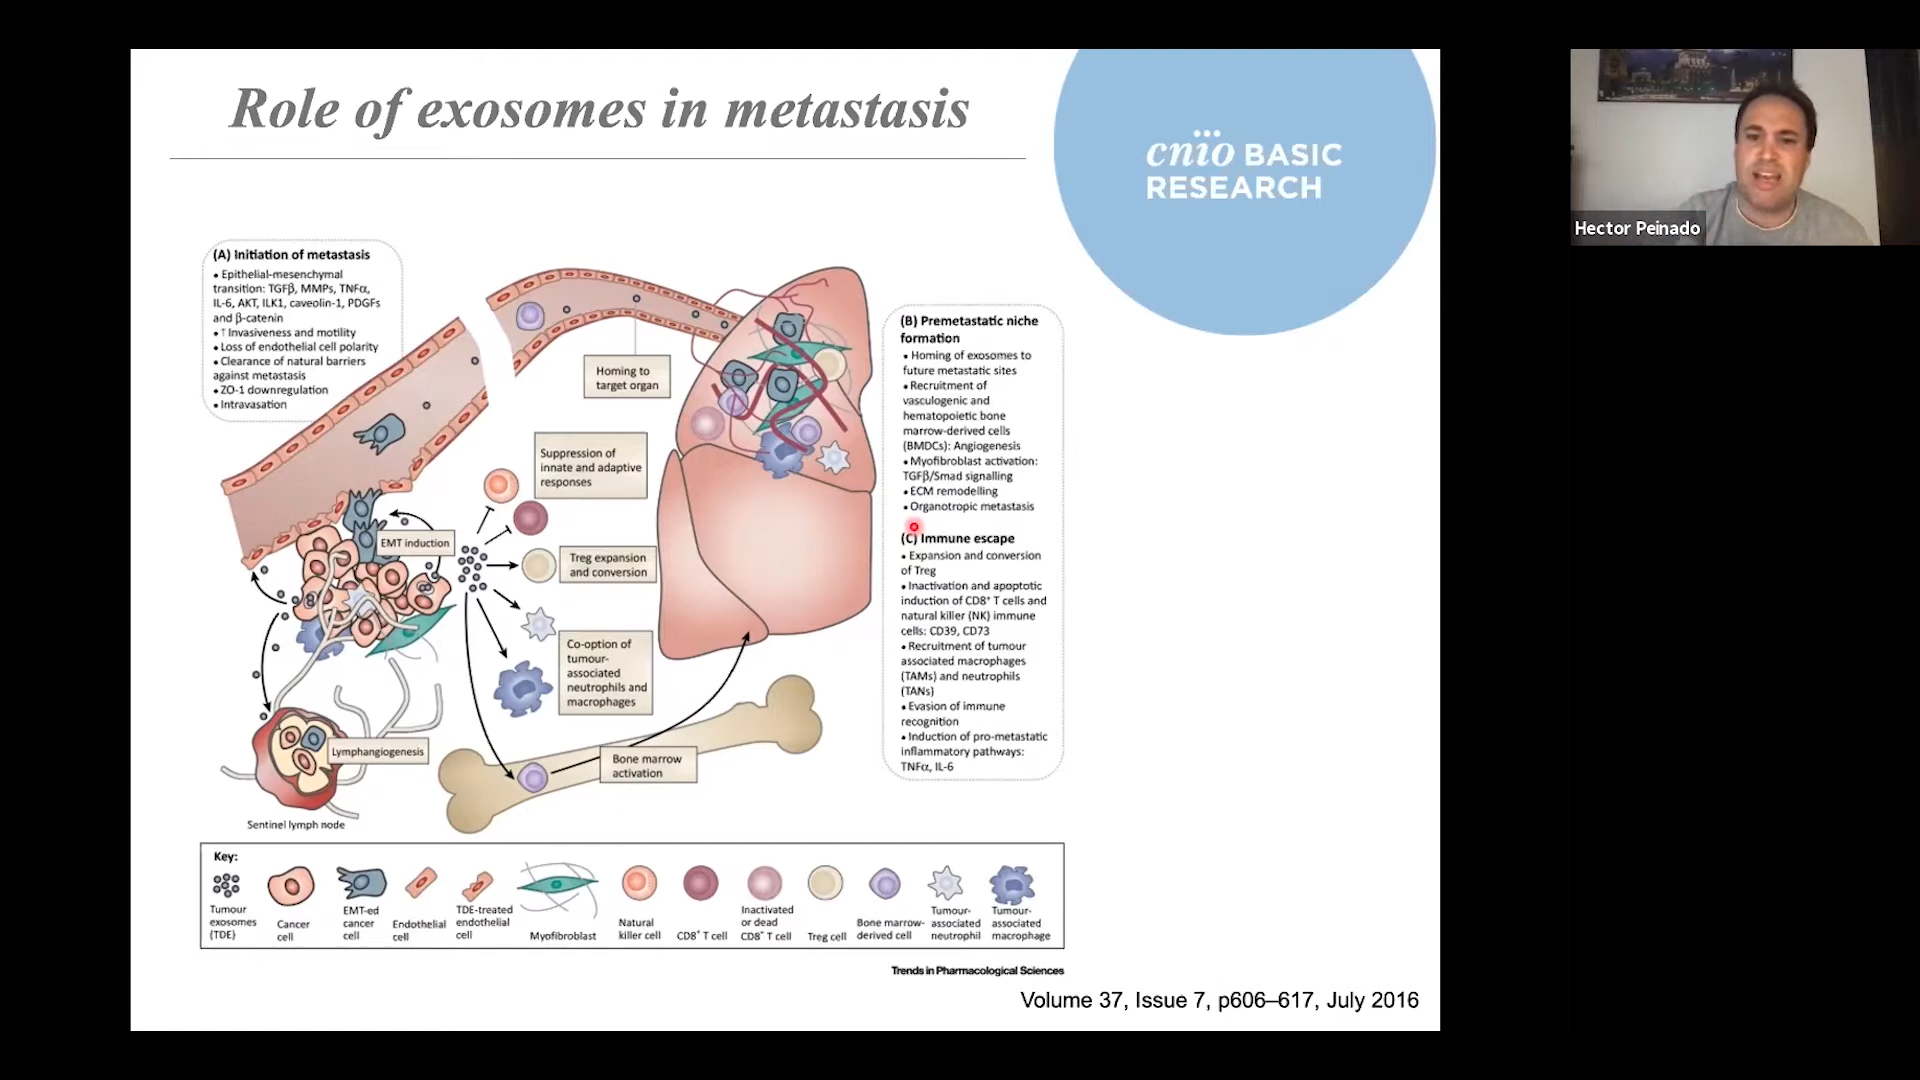 Role of exosomes in metastasis
cnio BASIC
RESEARCH
Hector Peinado
(A) Initiation of metastasis
• Epithelial-mesenchymal
transition: TGFβ, MMPs, TNFα,
IL-6, AKT, ILK1, caveolin-1, PDGFs
and β-catenin
• ↑ Invasiveness and motility
• Loss of endothelial cell polarity
• Clearance of natural barriers
against metastasis
• ZO-1 downregulation
• Intravasation
Homing to
target organ
Suppression of
innate and adaptive
responses
EMT induction
Treg expansion
and conversion
Co-option of
tumour-
associated
neutrophils and
macrophages
Lymphangiogenesis
Bone marrow
activation
Sentinel lymph node
(B) Premetastatic niche
formation
• Homing of exosomes to
future metastatic sites
• Recruitment of
vasculogenic and
hematopoietic bone
marrow-derived cells
(BMDCs): Angiogenesis
• Myofibroblast activation:
TGFβ/Smad signalling
• ECM remodelling
• Organotropic metastasis
(C) Immune escape
• Expansion and conversion
of Treg
• Inactivation and apoptotic
induction of CD8⁺ T cells and
natural killer (NK) immune
cells: CD39, CD73
• Recruitment of tumour
associated macrophages
(TAMs) and neutrophils
(TANs)
• Evasion of immune
recognition
• Induction of pro-metastatic
inflammatory pathways:
TNFα, IL-6
Key:
Tumour
exosomes
(TDE)
Cancer
cell
EMT-ed
cancer
cell
Endothelial
cell
TDE-treated
endothelial
cell
Myofibroblast
Natural
killer cell
CD8⁺ T cell
Inactivated
or dead
CD8⁺ T cell
Treg cell
Bone marrow-
derived cell
Tumour-
associated
neutrophil
Tumour-
associated
macrophage
Trends in Pharmacological Sciences
Volume 37, Issue 7, p606–617, July 2016